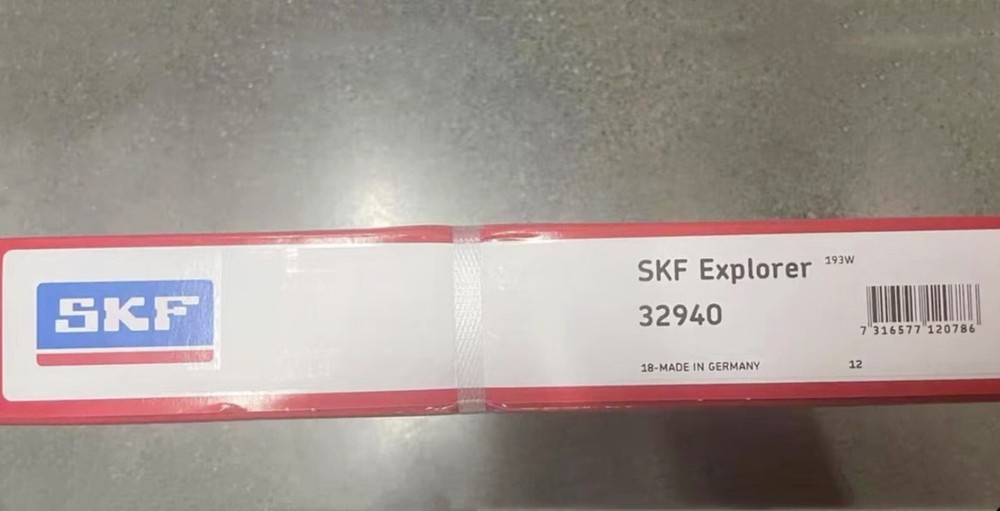 SKF
SKF Explorer 193W
32940
7 316577 120786
18-MADE IN GERMANY 12